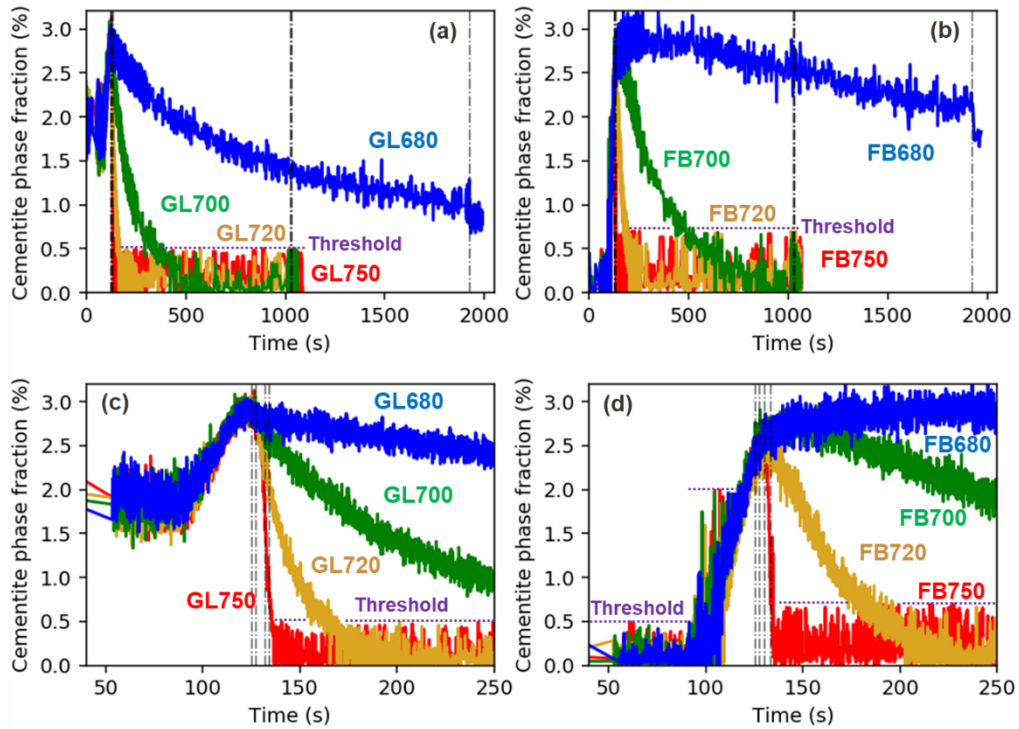 Cementite phase fraction (%)
3.0
2.5
2.0
1.5
1.0
0.5
0.0
(a)
GL680
GL700
GL720
Threshold
GL750
0 500 1000 1500 2000
Time (s)
Cementite phase fraction (%)
3.0
2.5
2.0
1.5
1.0
0.5
0.0
(b)
FB700
FB680
FB720
Threshold
FB750
0 500 1000 1500 2000
Time (s)
Cementite phase fraction (%)
3.0
2.5
2.0
1.5
1.0
0.5
0.0
(c)
GL680
GL700
GL720
GL750
Threshold
50 100 150 200 250
Time (s)
Cementite phase fraction (%)
3.0
2.5
2.0
1.5
1.0
0.5
0.0
(d)
FB680
FB700
FB720
FB750
Threshold
50 100 150 200 250
Time (s)